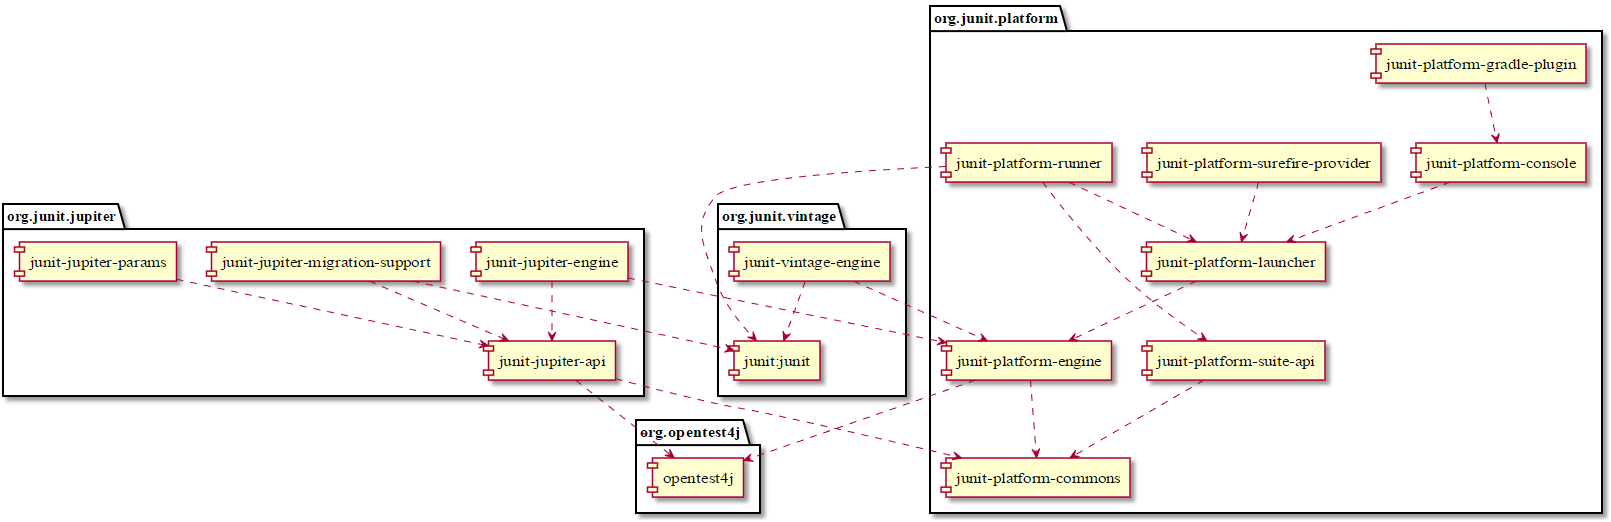 org.junit.platform
junit-platform-gradle-plugin
junit-platform-runner
junit-platform-surefire-provider
junit-platform-console
org.junit.jupiter
org.junit.vintage
junit-jupiter-params
junit-jupiter-migration-support
junit-jupiter-engine
junit-vintage-engine
junit-platform-launcher
junit-jupiter-api
junit:junit
junit-platform-engine
junit-platform-suite-api
org.opentest4j
opentest4j
junit-platform-commons